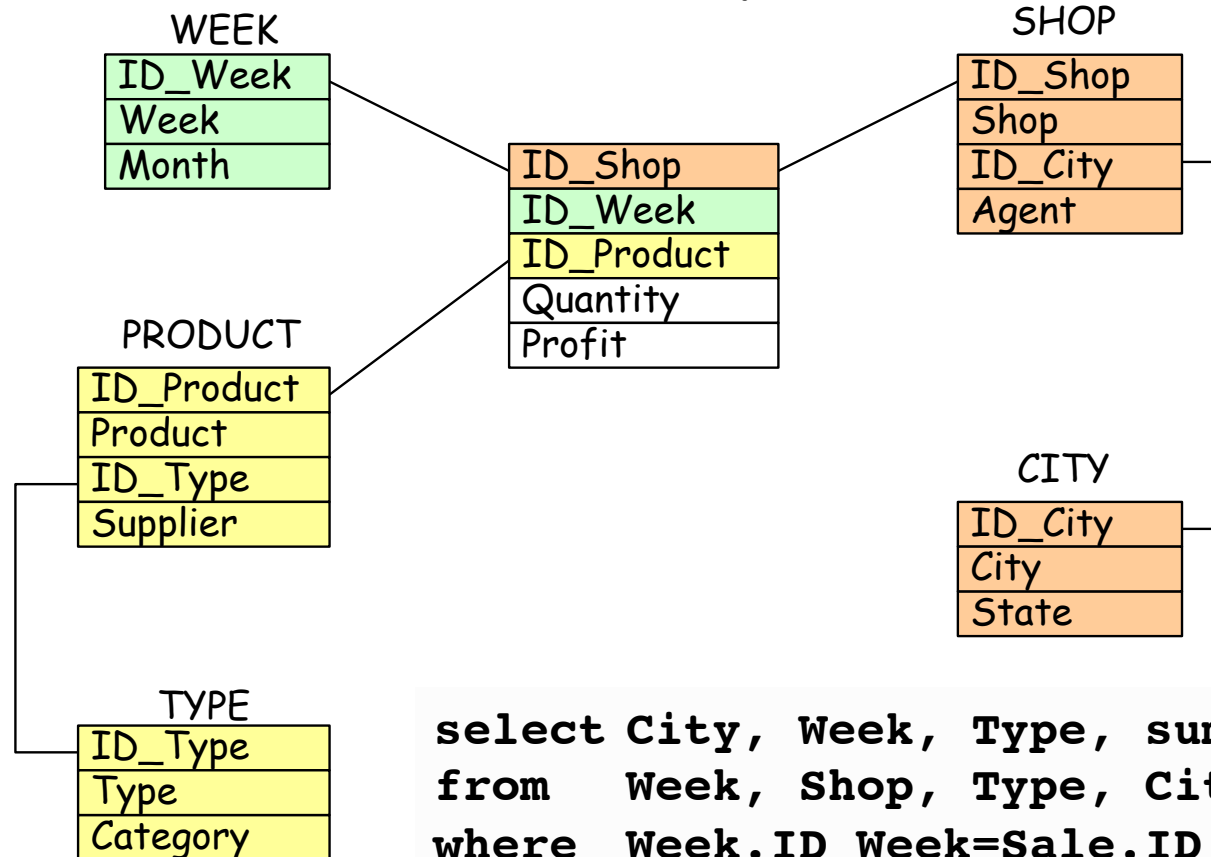 WEEK
ID_Week
Week
Month
SHOP
ID_Shop
Shop
ID_City
Agent
ID_Shop
ID_Week
ID_Product
Quantity
Profit
PRODUCT
ID_Product
Product
ID_Type
Supplier
CITY
ID_City
City
State
TYPE
ID_Type
Type
Category
select City, Week, Type,
from Week, Shop, Type,
where Week.ID_Week=Sale.ID